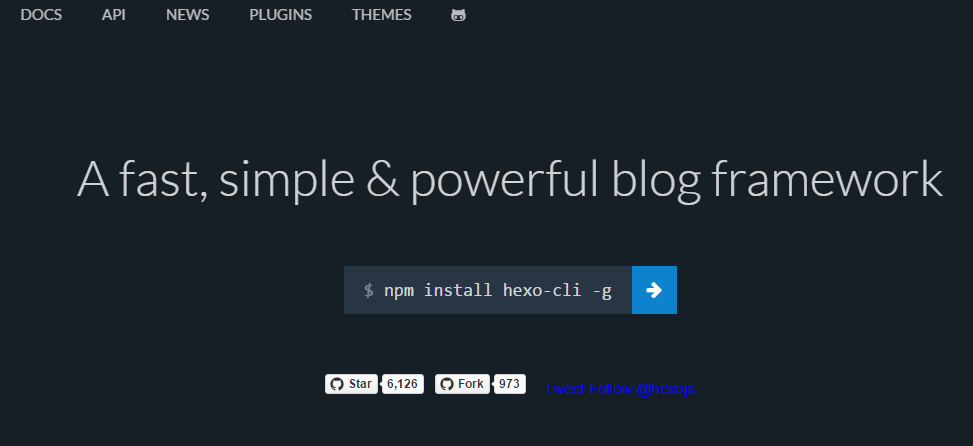 DOCS API NEWS PLUGINS THEMES
A fast, simple & powerful blog framework
$ npm install hexo-cli -g
Star 6,126 Fork 973 Tweet Follow @hexojs